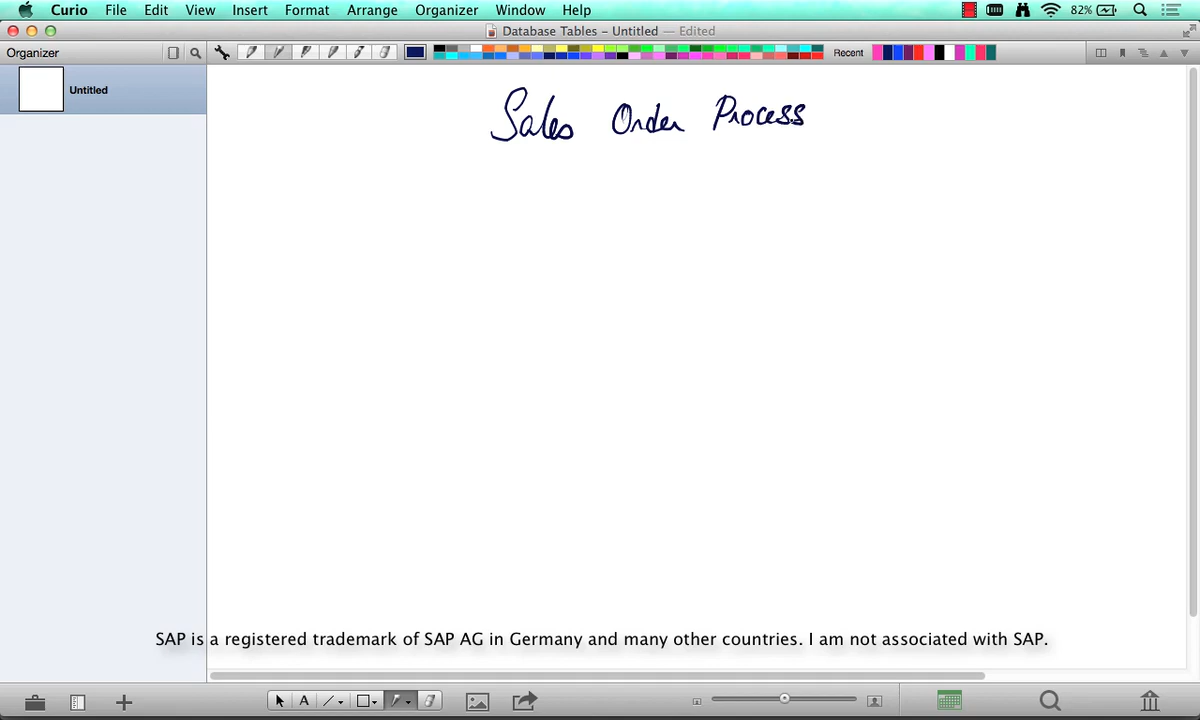 Curio File Edit View Insert Format Arrange Organizer Window Help 82%
Database Tables – Untitled — Edited
Organizer Recent
Untitled
Sales Order Process
SAP is a registered trademark of SAP AG in Germany and many other countries. I am not associated with SAP.
A